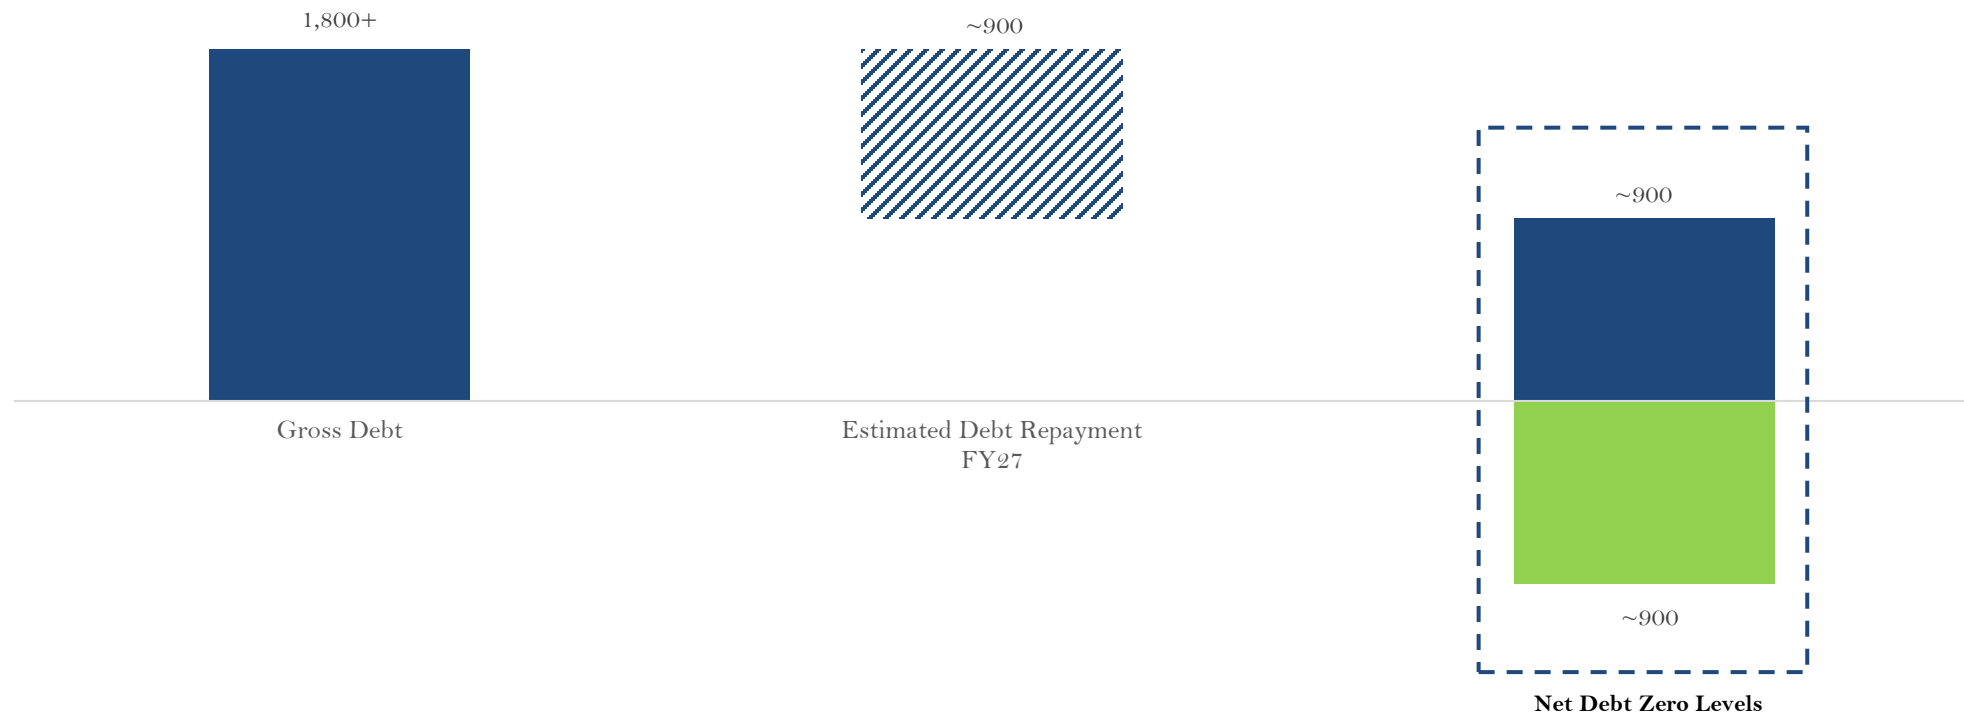 1,800+
~900
~900
Gross Debt
Estimated Debt Repayment
FY27
~900
Net Debt Zero Levels